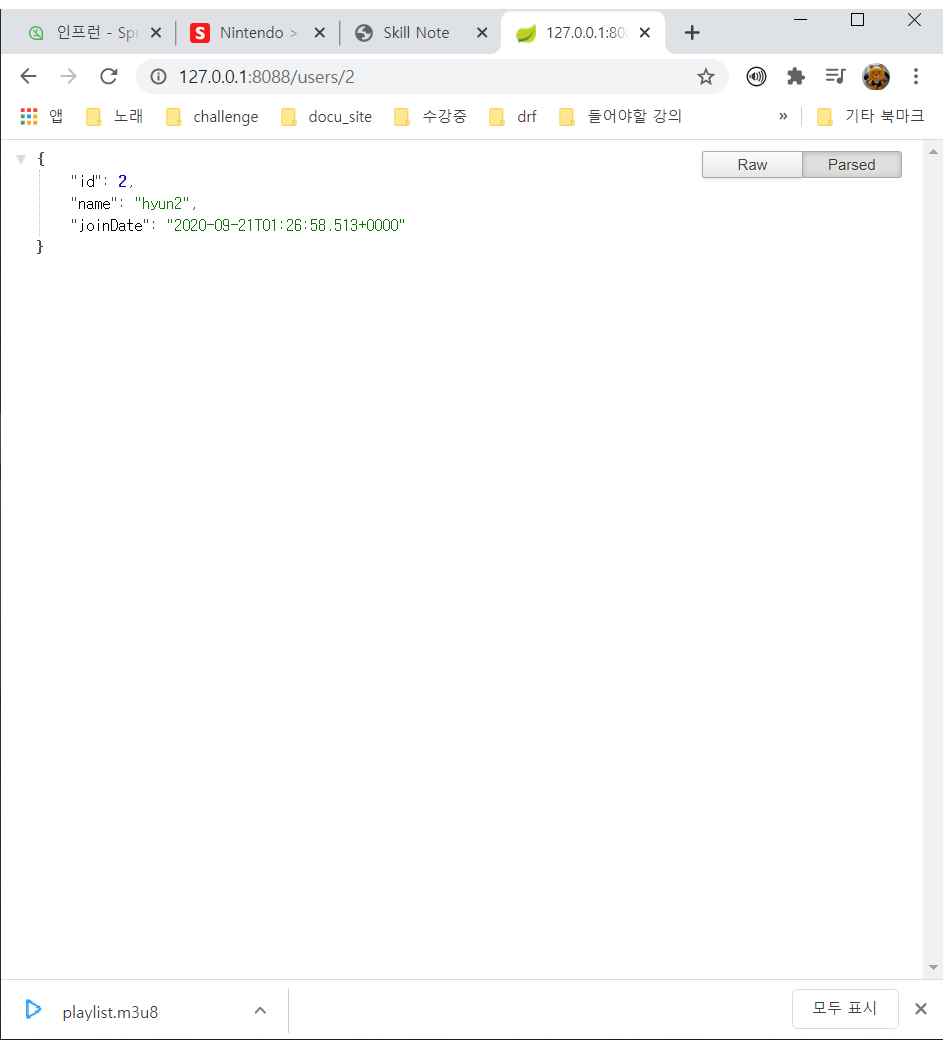 인프런 - Spr
Nintendo >
Skill Note
127.0.0.1:80
127.0.0.1:8088/users/2
앱
노래
challenge
docu_site
수강중
drf
들어야할 강의
»
기타 북마크
Raw
Parsed
{
"id": 2,
"name": "hyun2",
"joinDate": "2020-09-21T01:26:58.513+0000"
}
playlist.m3u8
모두 표시